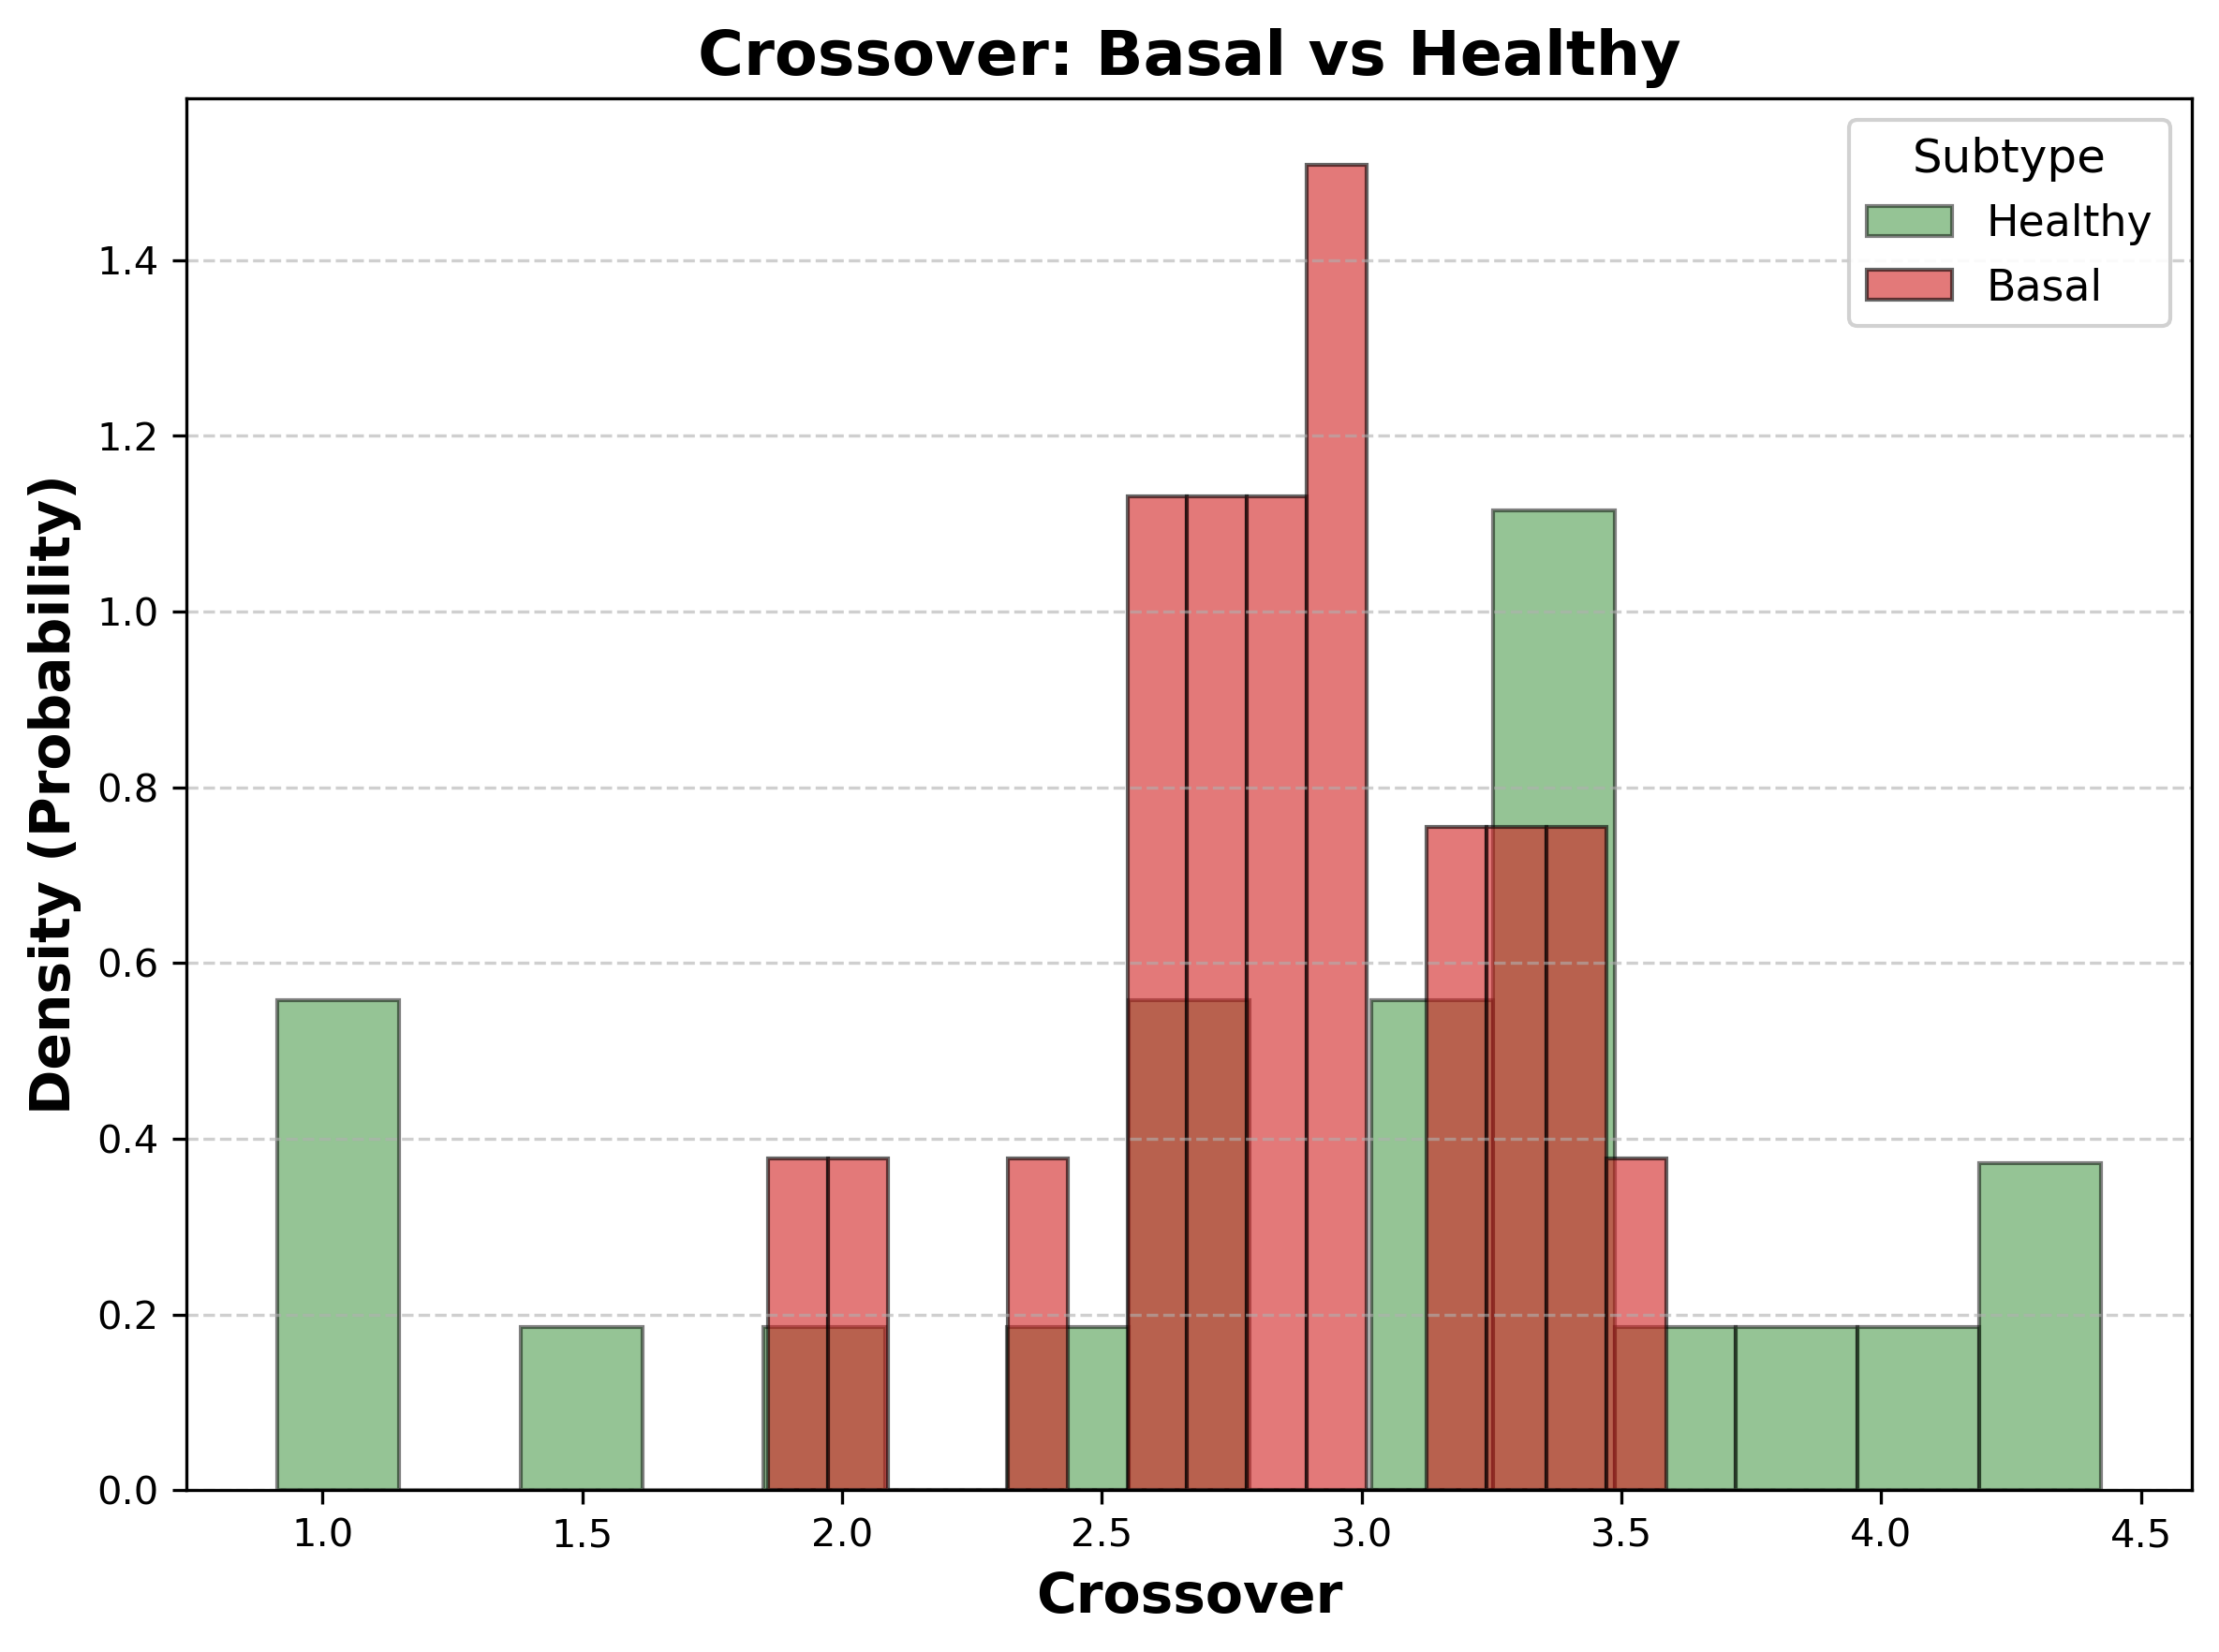 Crossover: Basal vs Healthy
Subtype
Healthy
Basal
Density (Probability)
1.4
1.2
1.0
0.8
0.6
0.4
0.2
0.0
1.0 1.5 2.0 2.5 3.0 3.5 4.0 4.5
Crossover